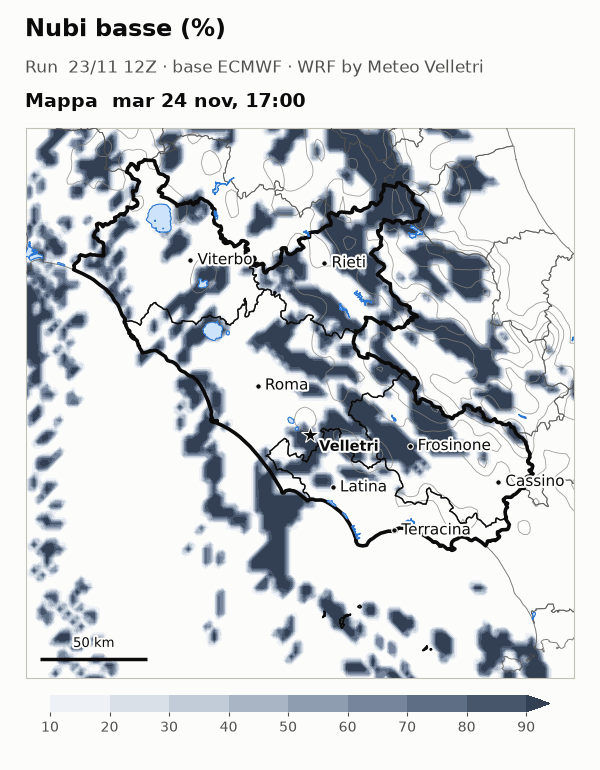 Nubi basse (%)
Run  23/11 12Z · base ECMWF · WRF by Meteo Velletri
Mappa  mar 24 nov, 17:00
Viterbo
Rieti
Roma
Velletri
Frosinone
Latina
Cassino
Terracina
50 km
10 20 30 40 50 60 70 80 90